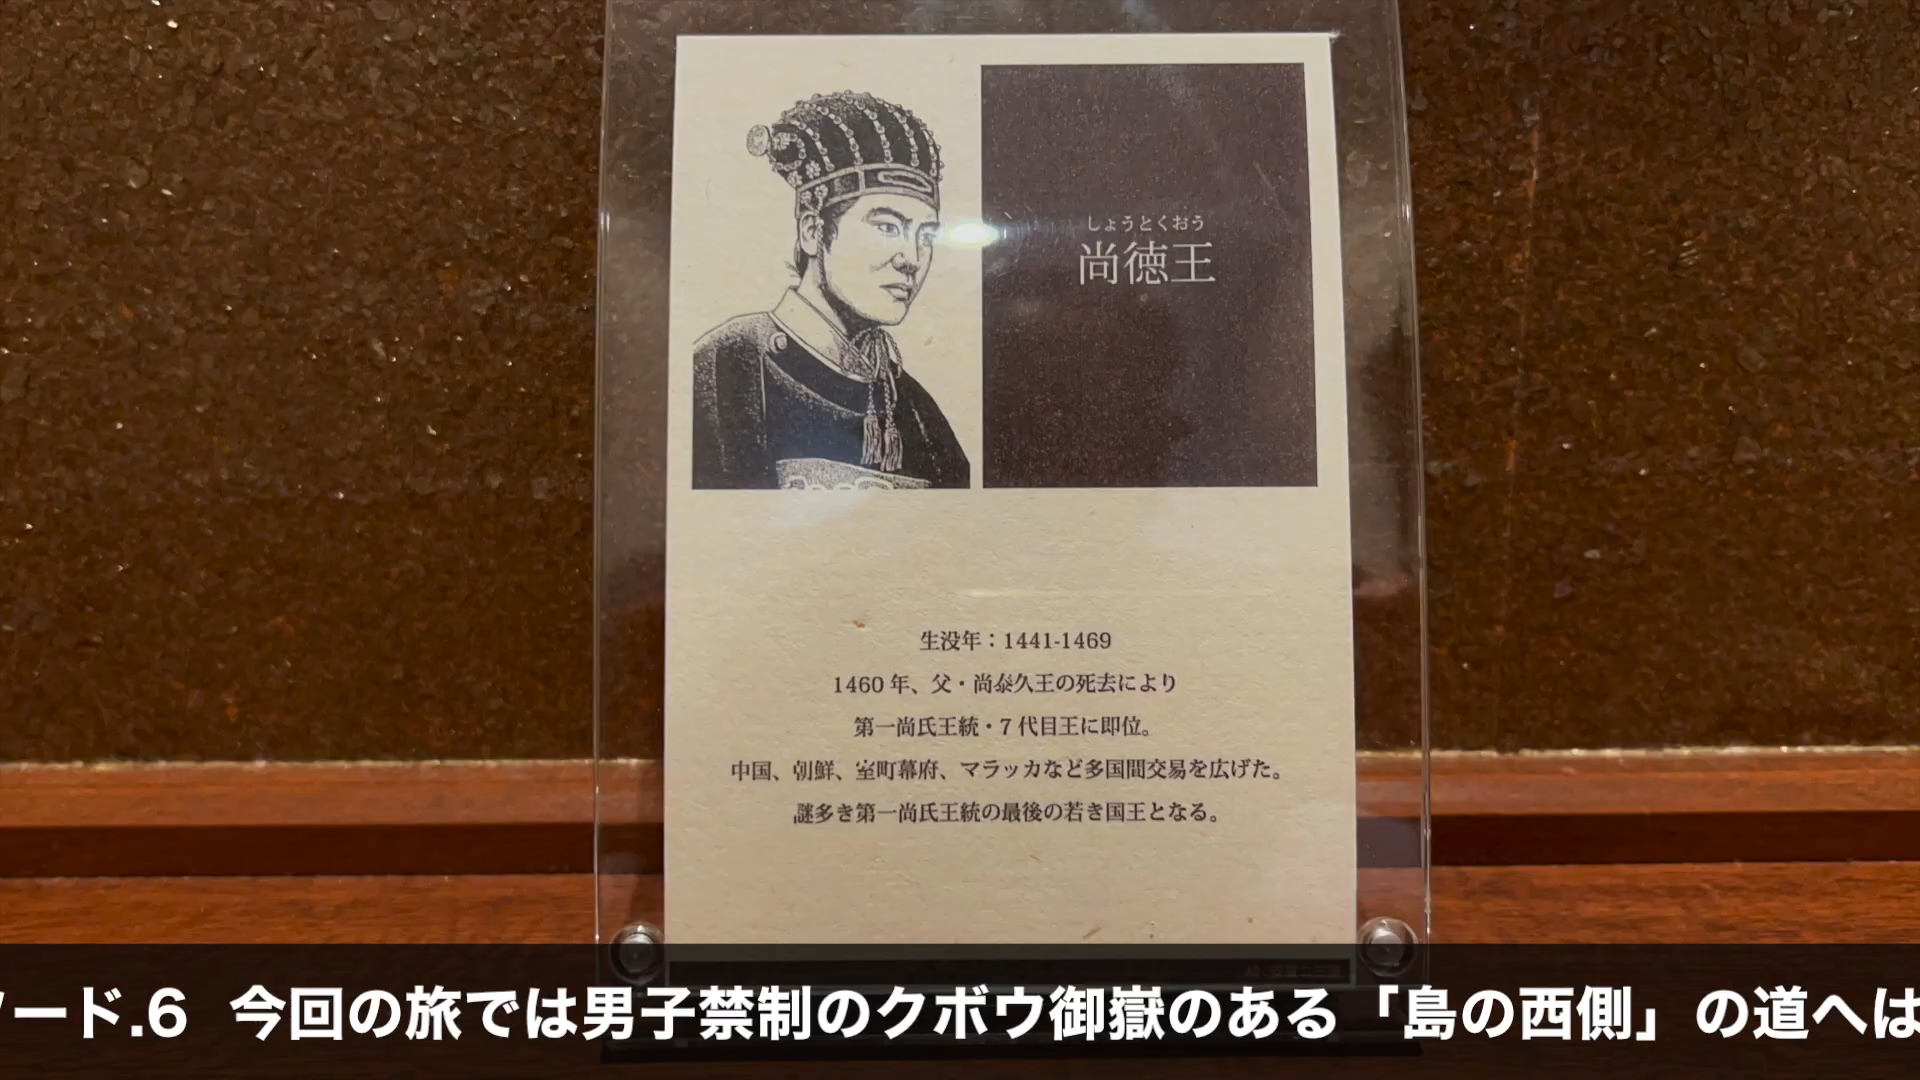 しょうとくおう
尚徳王
生没年：1441-1469
1460年、父・尚泰久王の死去により
第一尚氏王統・7代目王に即位。
中国、朝鮮、室町幕府、マラッカなど多国間交易を広げた。
謎多き第一尚氏王統の最後の若き国王となる。
ード.6 今回の旅では男子禁制のクボウ御嶽のある「島の西側」の道へは